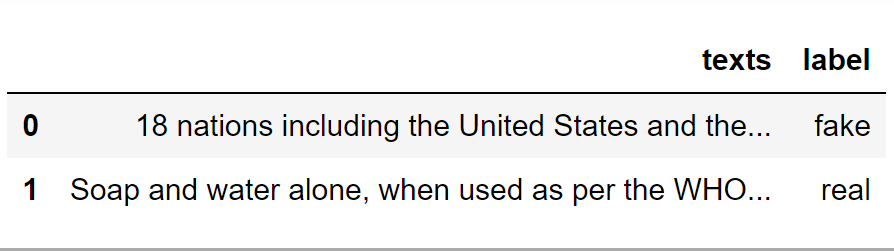 texts label
0 18 nations including the United States and the... fake
1 Soap and water alone, when used as per the WHO... real